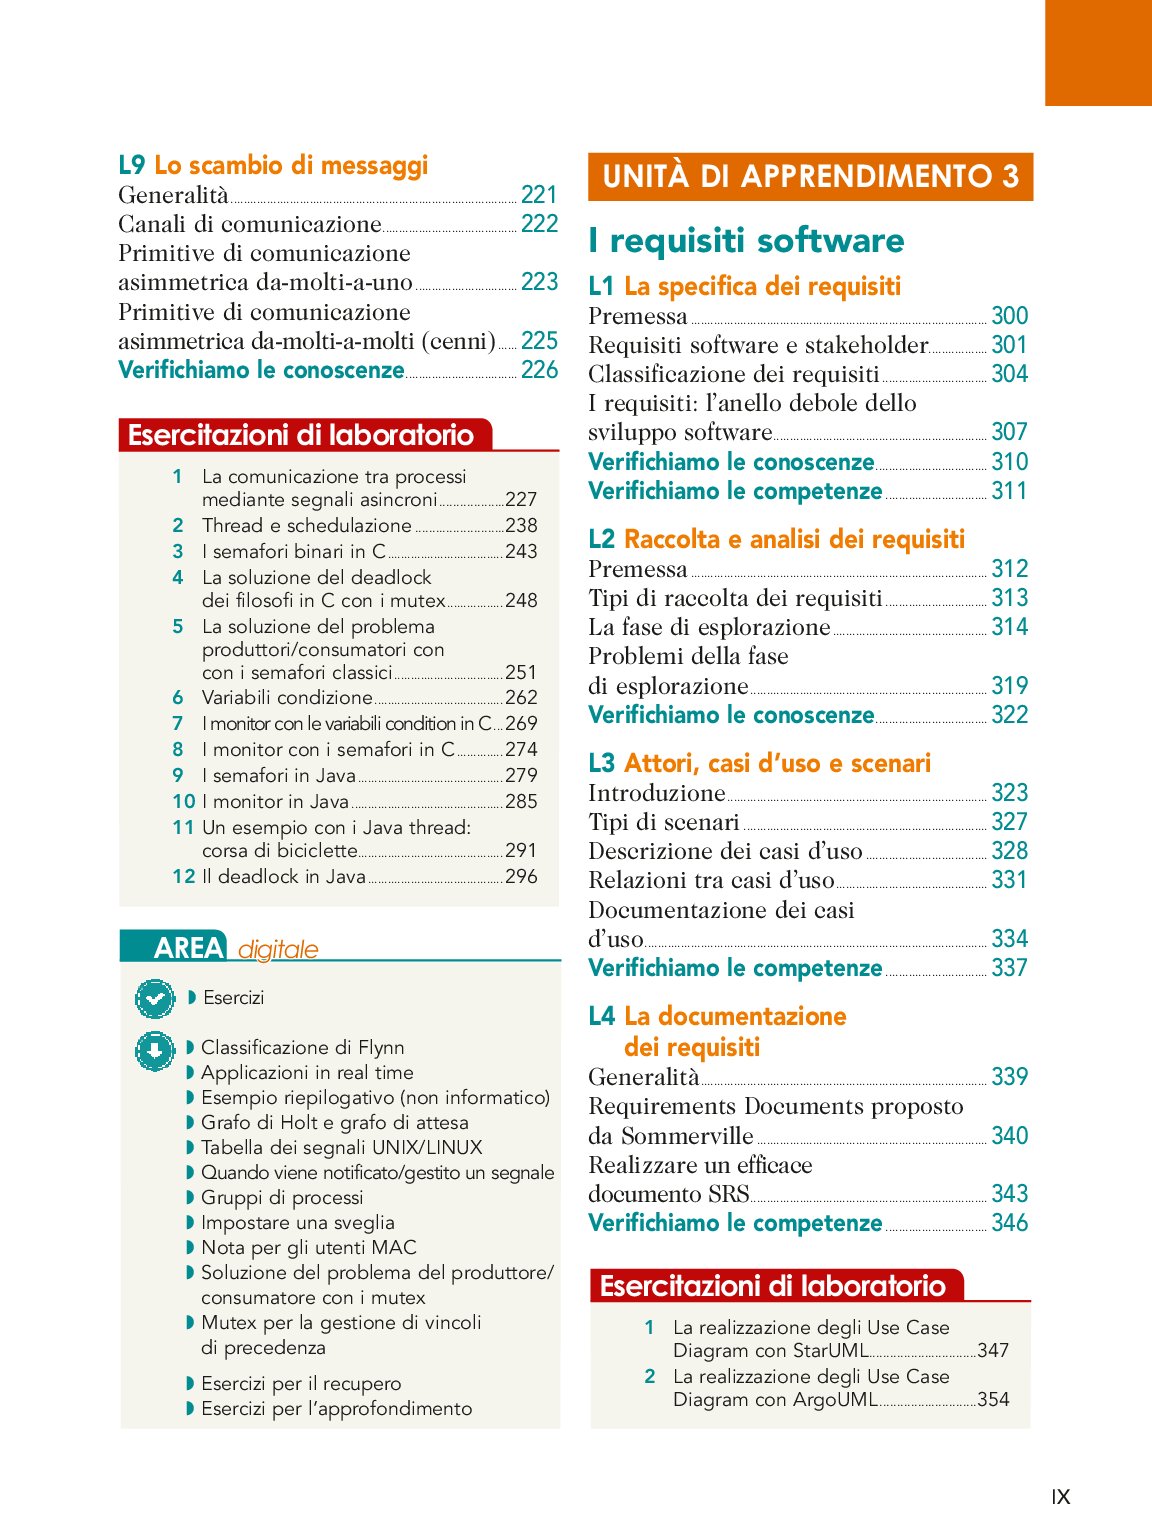 L9 Lo scambio di messaggi
Generalità 221
Canali di comunicazione 222
Primitive di comunicazione
asimmetrica da-molti-a-uno 223
Primitive di comunicazione
asimmetrica da-molti-a-molti (cenni) 225
Verifichiamo le conoscenze 226
Esercitazioni di laboratorio
1 La comunicazione tra processi
mediante segnali asincroni 227
2 Thread e schedulazione 238
3 I semafori binari in C 243
4 La soluzione del deadlock
dei filosofi in C con i mutex 248
5 La soluzione del problema
produttori/consumatori con
con i semafori classici 251
6 Variabili condizione 262
7 I monitor con le variabili condition in C 269
8 I monitor con i semafori in C 274
9 I semafori in Java 279
10 I monitor in Java 285
11 Un esempio con i Java thread:
corsa di biciclette 291
12 Il deadlock in Java 296
AREA digitale
Esercizi
Classificazione di Flynn
Applicazioni in real time
Esempio riepilogativo (non informatico)
Grafo di Holt e grafo di attesa
Tabella dei segnali UNIX/LINUX
Quando viene notificato/gestito un segnale
Gruppi di processi
Impostare una sveglia
Nota per gli utenti MAC
Soluzione del problema del produttore/
consumatore con i mutex
Mutex per la gestione di vincoli
di precedenza
Esercizi per il recupero
Esercizi per l'approfondimento
UNITÀ DI APPRENDIMENTO 3
I requisiti software
L1 La specifica dei requisiti
Premessa 300
Requisiti software e stakeholder 301
Classificazione dei requisiti 304
I requisiti: l'anello debole dello
sviluppo software 307
Verifichiamo le conoscenze 310
Verifichiamo le competenze 311
L2 Raccolta e analisi dei requisiti
Premessa 312
Tipi di raccolta dei requisiti 313
La fase di esplorazione 314
Problemi della fase
di esplorazione 319
Verifichiamo le conoscenze 322
L3 Attori, casi d'uso e scenari
Introduzione 323
Tipi di scenari 327
Descrizione dei casi d'uso 328
Relazioni tra casi d'uso 331
Documentazione dei casi
d'uso 334
Verifichiamo le competenze 337
L4 La documentazione
dei requisiti
Generalità 339
Requirements Documents proposto
da Sommerville 340
Realizzare un efficace
documento SRS 343
Verifichiamo le competenze 346
Esercitazioni di laboratorio
1 La realizzazione degli Use Case
Diagram con StarUML 347
2 La realizzazione degli Use Case
Diagram con ArgoUML 354
IX